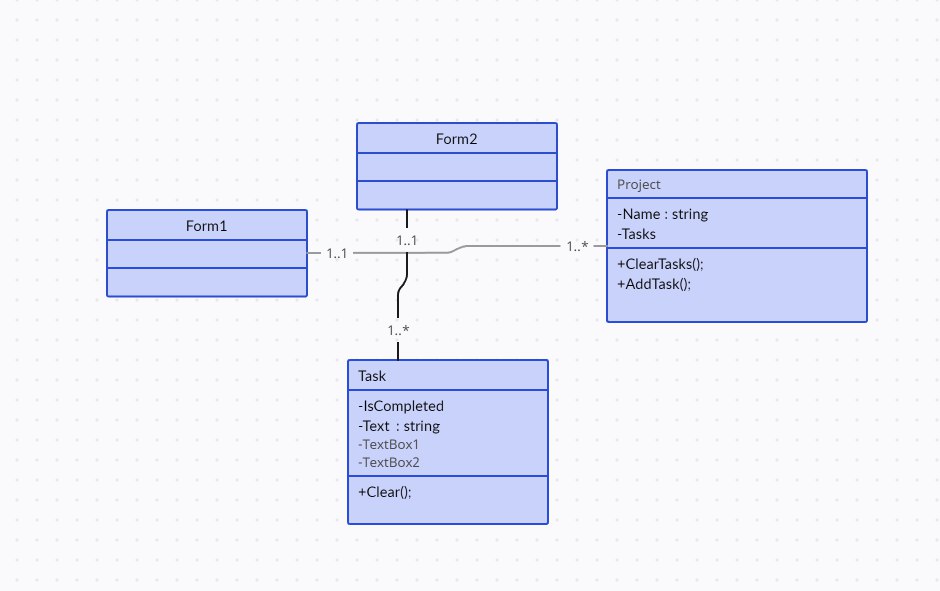 Form2
Project
-Name : string
-Tasks
+ClearTasks();
+AddTask();
Form1
1..1
1..1
1..*
1..*
Task
-IsCompleted
-Text : string
-TextBox1
-TextBox2
+Clear();